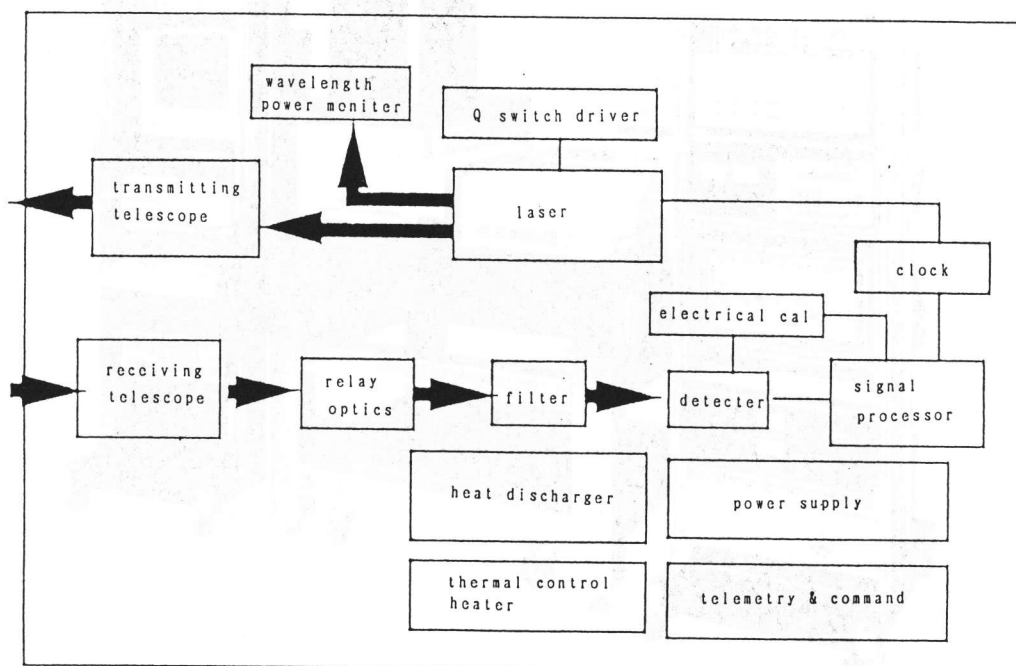 wavelength
power moniter
Q switch driver
transmitting
telescope
laser
clock
electrical cal
receiving
telescope
relay
optics
filter
detecter
signal
processor
heat discharger
power supply
thermal control
heater
telemetry & command